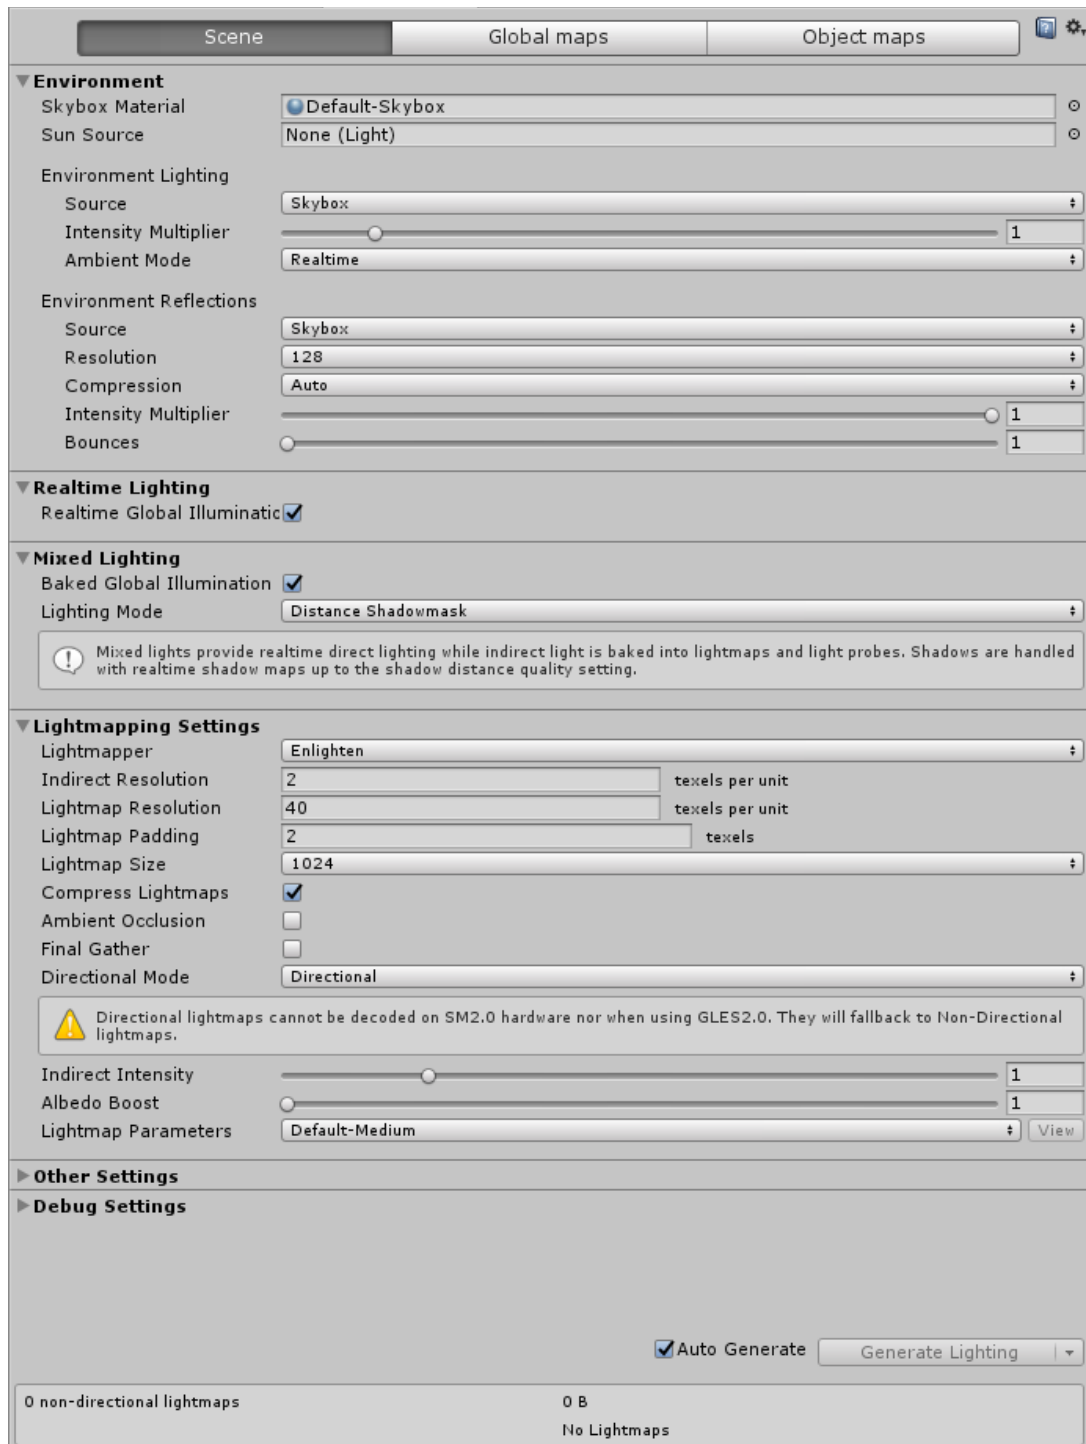 Scene Global maps Object maps
Environment
Skybox Material Default-Skybox
Sun Source None (Light)
Environment Lighting
Source Skybox
Intensity Multiplier 1
Ambient Mode Realtime
Environment Reflections
Source Skybox
Resolution 128
Compression Auto
Intensity Multiplier 1
Bounces 1
Realtime Lighting
Realtime Global Illuminatic
Mixed Lighting
Baked Global Illumination
Lighting Mode Distance Shadowmask
Mixed lights provide realtime direct lighting while indirect light is baked into lightmaps and light probes. Shadows are handled
with realtime shadow maps up to the shadow distance quality setting.
Lightmapping Settings
Lightmapper Enlighten
Indirect Resolution 2 texels per unit
Lightmap Resolution 40 texels per unit
Lightmap Padding 2 texels
Lightmap Size 1024
Compress Lightmaps
Ambient Occlusion
Final Gather
Directional Mode Directional
Directional lightmaps cannot be decoded on SM2.0 hardware nor when using GLES2.0. They will fallback to Non-Directional
lightmaps.
Indirect Intensity 1
Albedo Boost 1
Lightmap Parameters Default-Medium View
Other Settings
Debug Settings
Auto Generate Generate Lighting
0 non-directional lightmaps 0 B
No Lightmaps